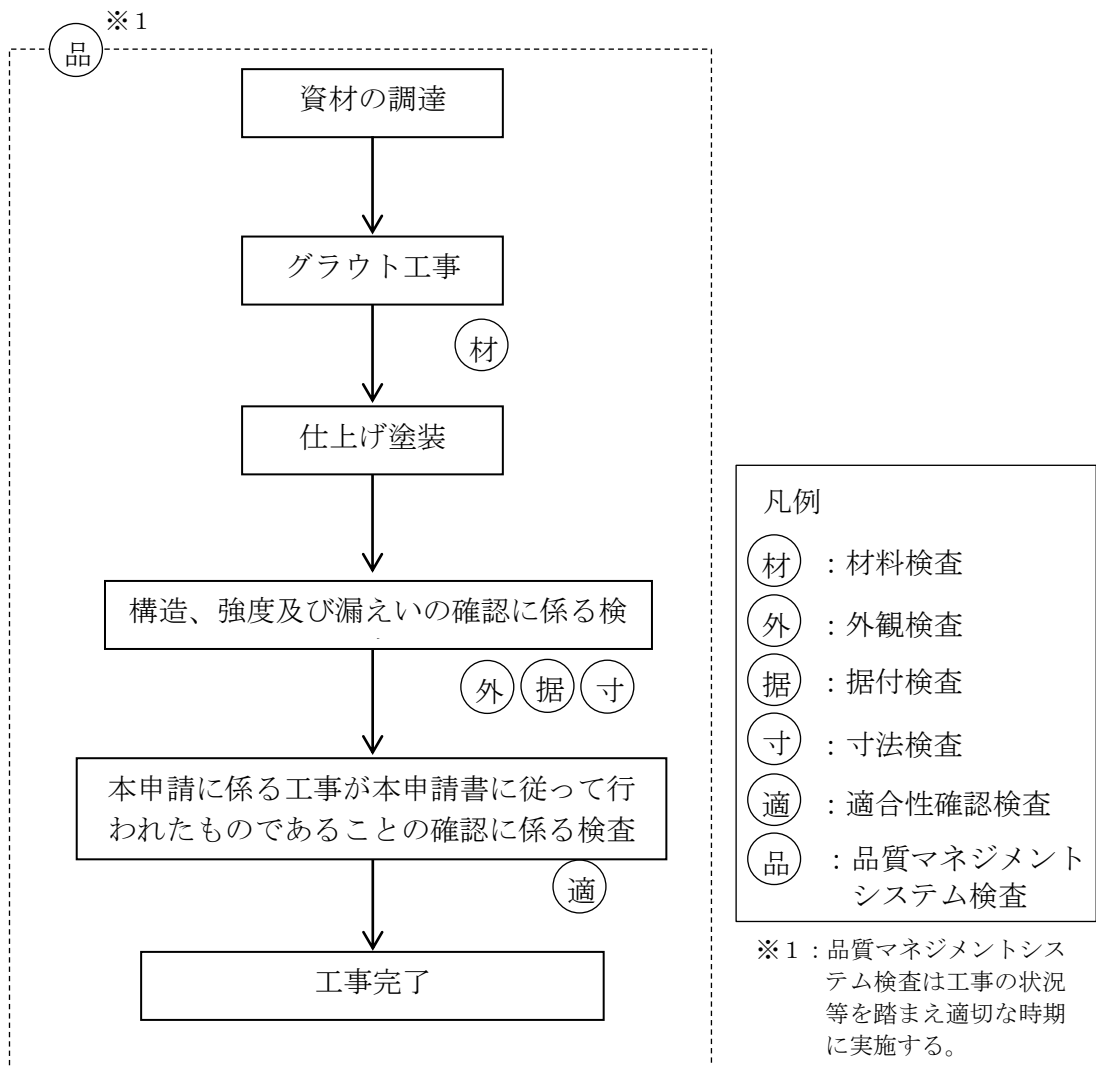 ※１
品
資材の調達
グラウト工事
材
仕上げ塗装
構造、強度及び漏えいの確認に係る検
外 据 寸
本申請に係る工事が本申請書に従って行
われたものであることの確認に係る検査
適
工事完了
凡例
材 ：材料検査
外 ：外観検査
据 ：据付検査
寸 ：寸法検査
適 ：適合性確認検査
品 ：品質マネジメント
システム検査
※１：品質マネジメントシス
テム検査は工事の状況
等を踏まえ適切な時期
に実施する。